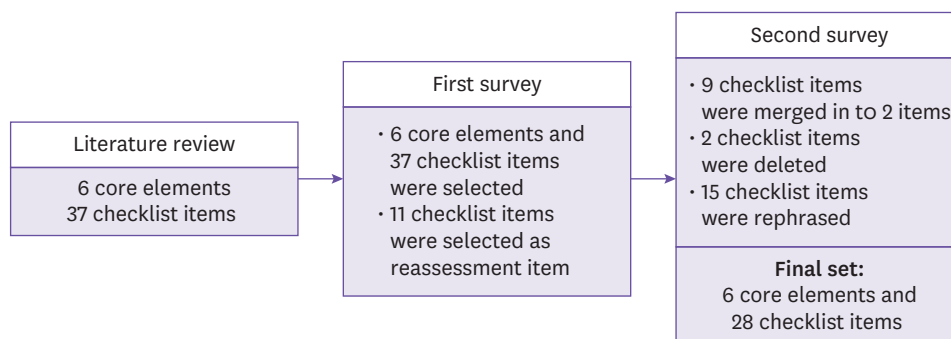 Literature review
6 core elements
37 checklist items
First survey
· 6 core elements and
37 checklist items
were selected
· 11 checklist items
were selected as
reassessment item
Second survey
· 9 checklist items
were merged in to 2 items
· 2 checklist items
were deleted
· 15 checklist items
were rephrased
Final set:
6 core elements and
28 checklist items